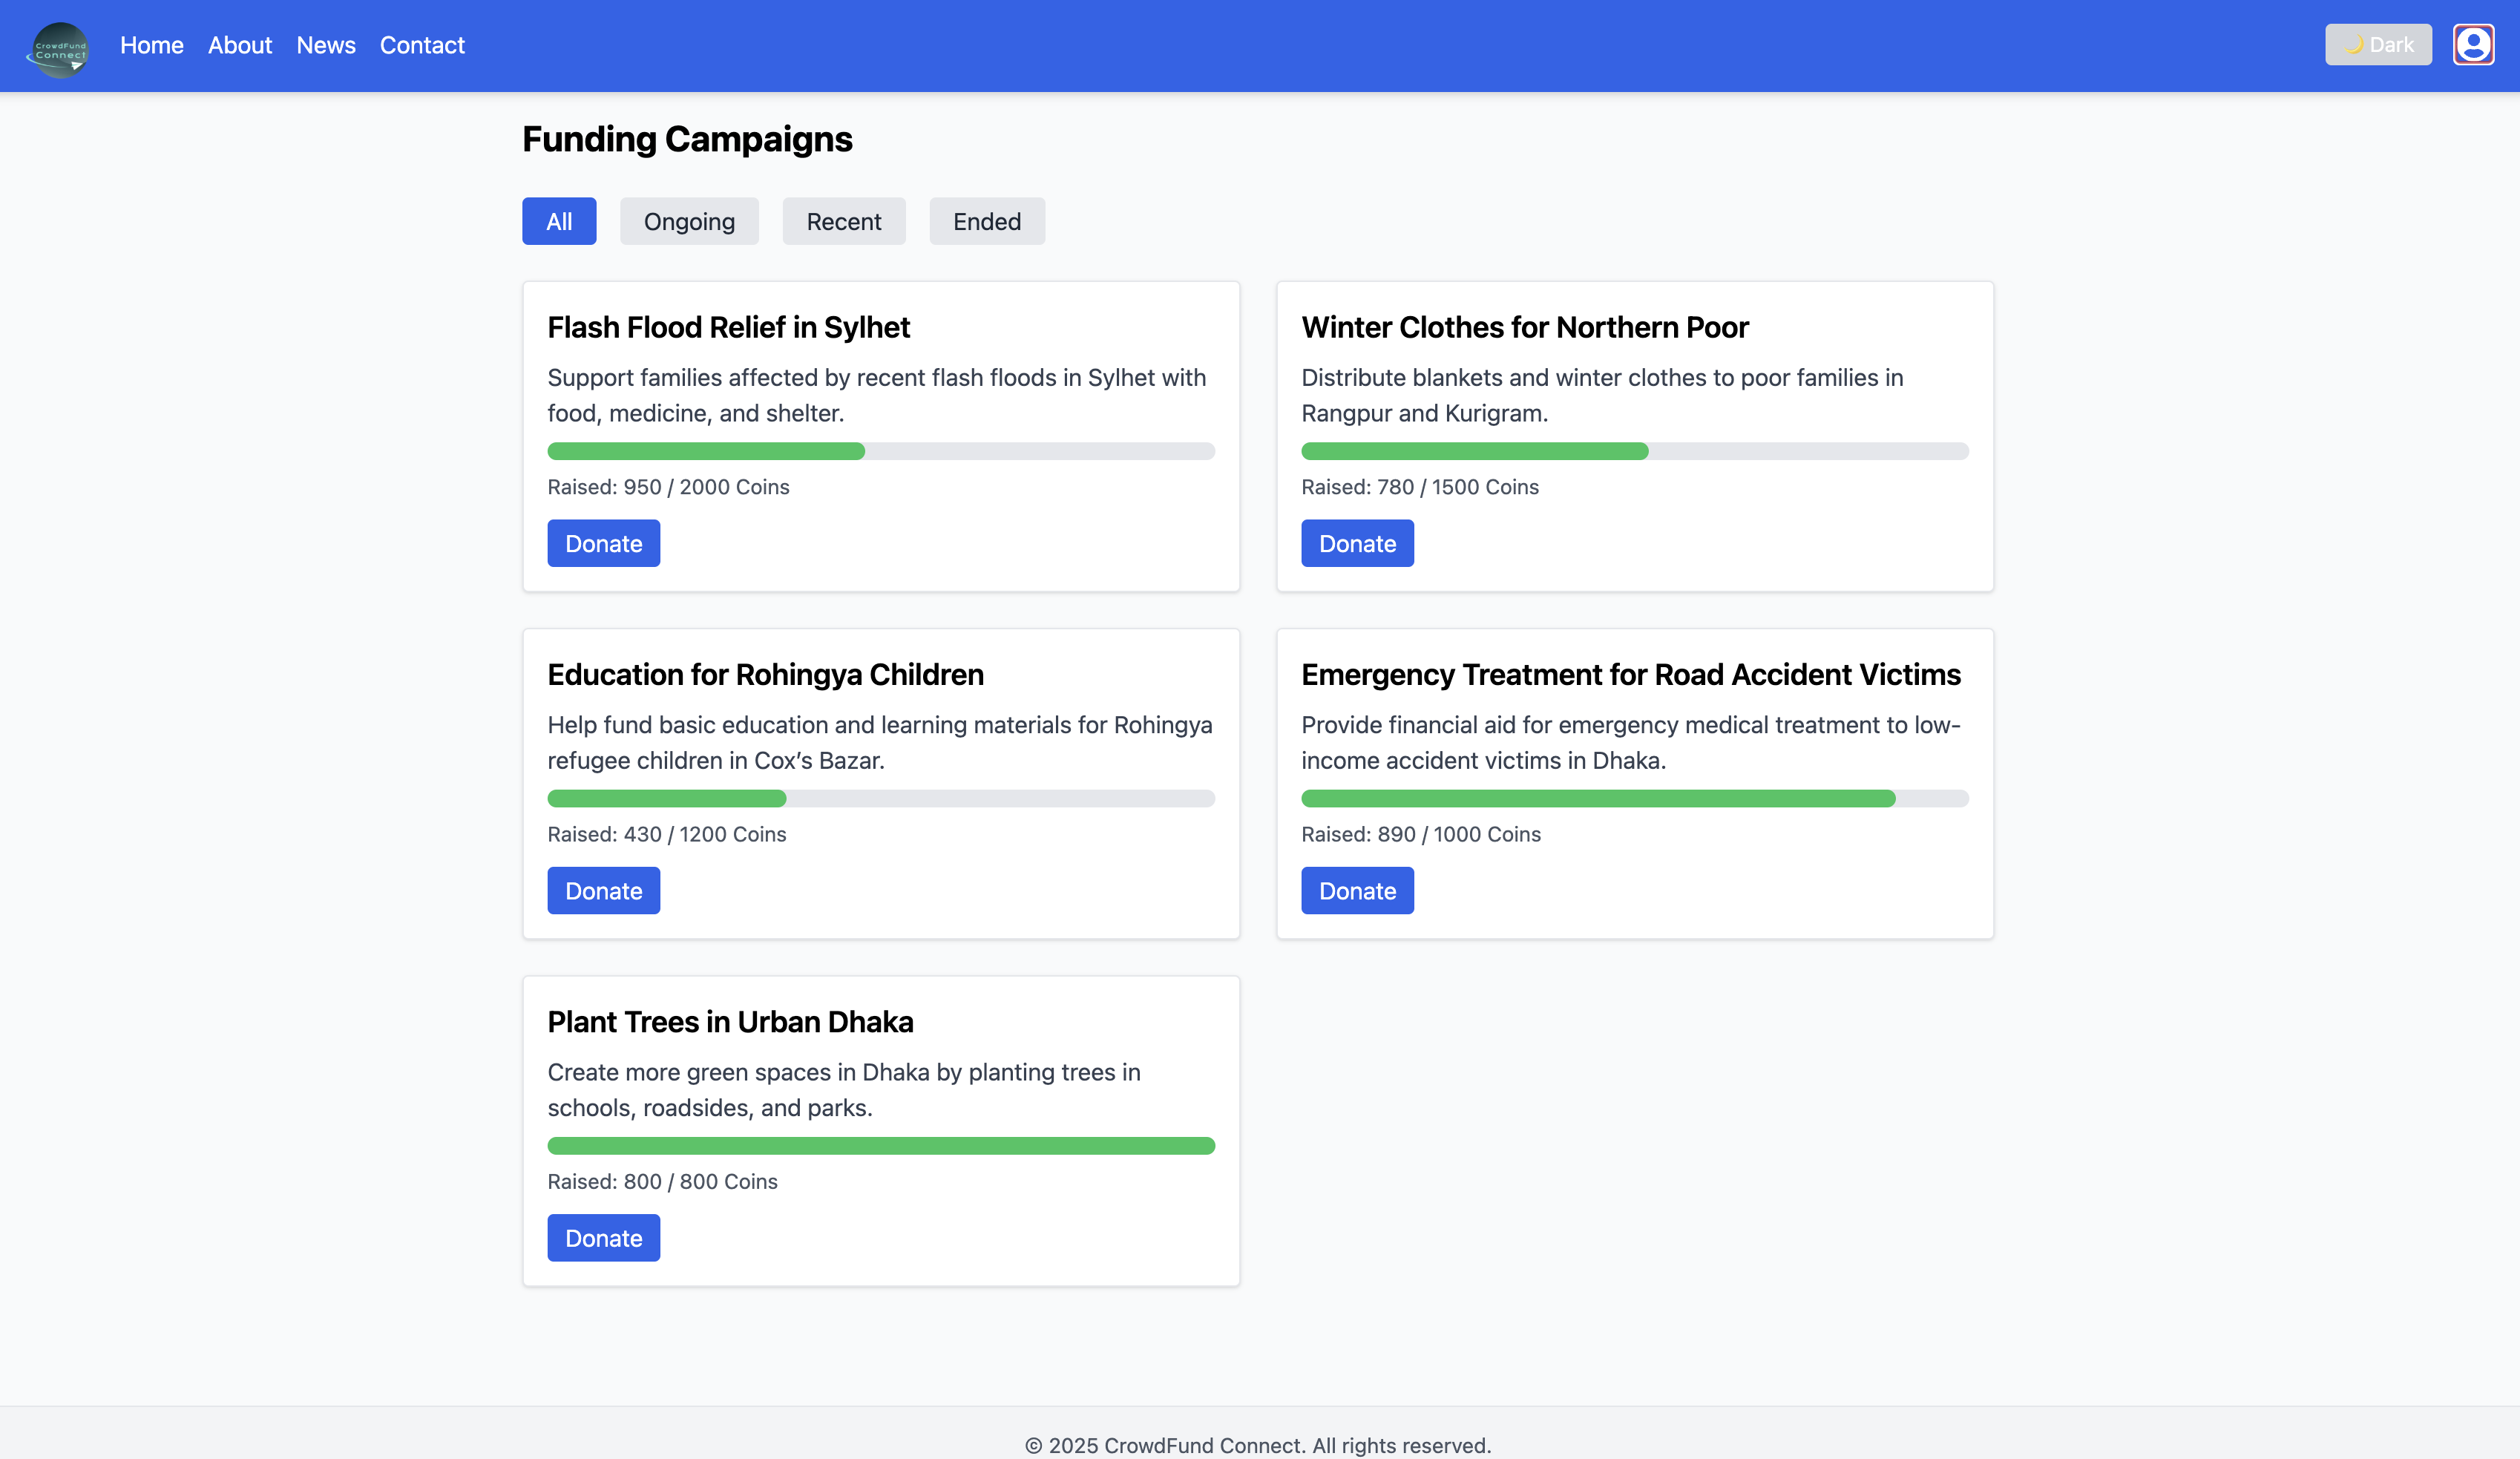 CrowdFund
Connect
Home About News Contact
🌙 Dark
Funding Campaigns
All Ongoing Recent Ended
Flash Flood Relief in Sylhet
Support families affected by recent flash floods in Sylhet with
food, medicine, and shelter.
Raised: 950 / 2000 Coins
Donate
Winter Clothes for Northern Poor
Distribute blankets and winter clothes to poor families in
Rangpur and Kurigram.
Raised: 780 / 1500 Coins
Donate
Education for Rohingya Children
Help fund basic education and learning materials for Rohingya
refugee children in Cox’s Bazar.
Raised: 430 / 1200 Coins
Donate
Emergency Treatment for Road Accident Victims
Provide financial aid for emergency medical treatment to low-
income accident victims in Dhaka.
Raised: 890 / 1000 Coins
Donate
Plant Trees in Urban Dhaka
Create more green spaces in Dhaka by planting trees in
schools, roadsides, and parks.
Raised: 800 / 800 Coins
Donate
© 2025 CrowdFund Connect. All rights reserved.